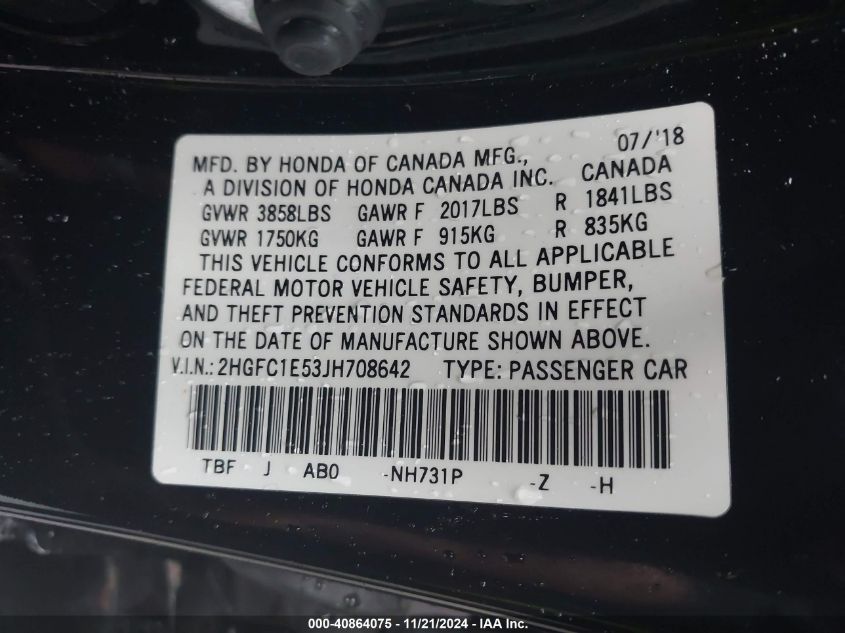 07/'18
MFD. BY HONDA OF CANADA MFG., CANADA
A DIVISION OF HONDA CANADA INC.
GVWR 3858LBS GAWR F 2017LBS R 1841LBS
GVWR 1750KG GAWR F 915KG R 835KG
THIS VEHICLE CONFORMS TO ALL APPLICABLE
FEDERAL MOTOR VEHICLE SAFETY, BUMPER,
AND THEFT PREVENTION STANDARDS IN EFFECT
ON THE DATE OF MANUFACTURE SHOWN ABOVE.
V.I.N.: 2HGFC1E53JH708642 TYPE: PASSENGER CAR
TBF J AB0 -NH731P -Z -H
000-40864075 - 11/21/2024 - IAA Inc.